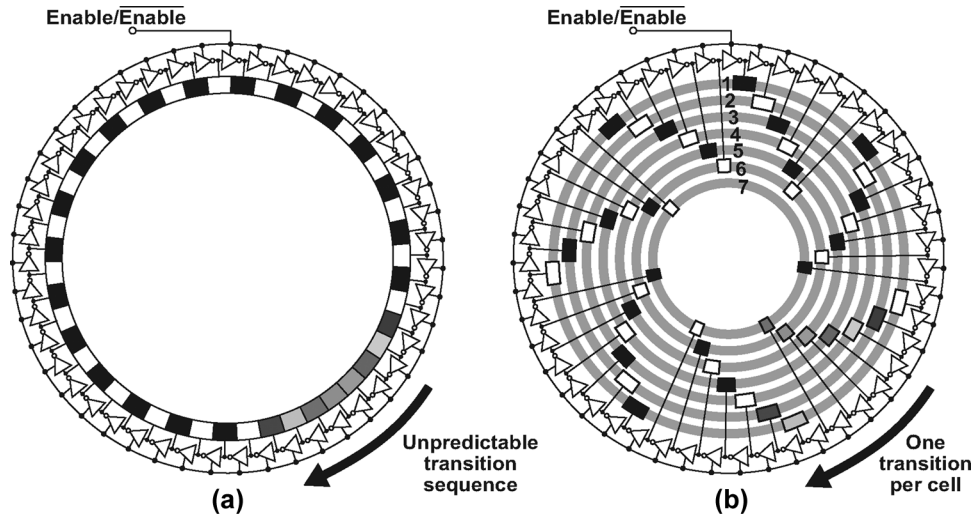 Enable/Enable
Unpredictable
transition
sequence
(a)
Enable/Enable
1
2
3
4
5
6
7
One
transition
per cell
(b)